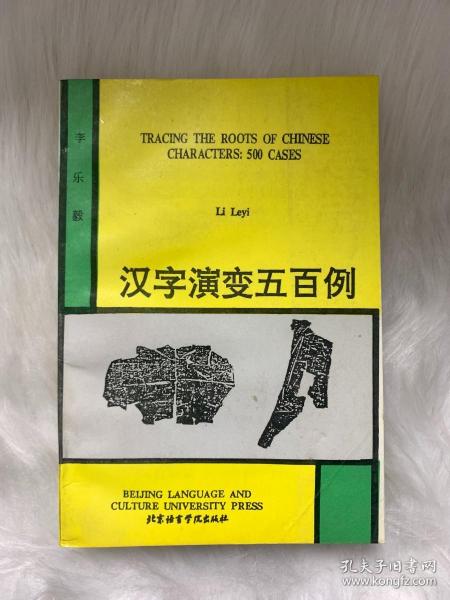 李乐毅
TRACING THE ROOTS OF CHINESE
CHARACTERS: 500 CASES
Li Leyi
汉字演变五百例
BEIJING LANGUAGE AND
CULTURE UNIVERSITY PRESS
北京语言学院出版社
孔夫子旧书网
www.kongfz.com